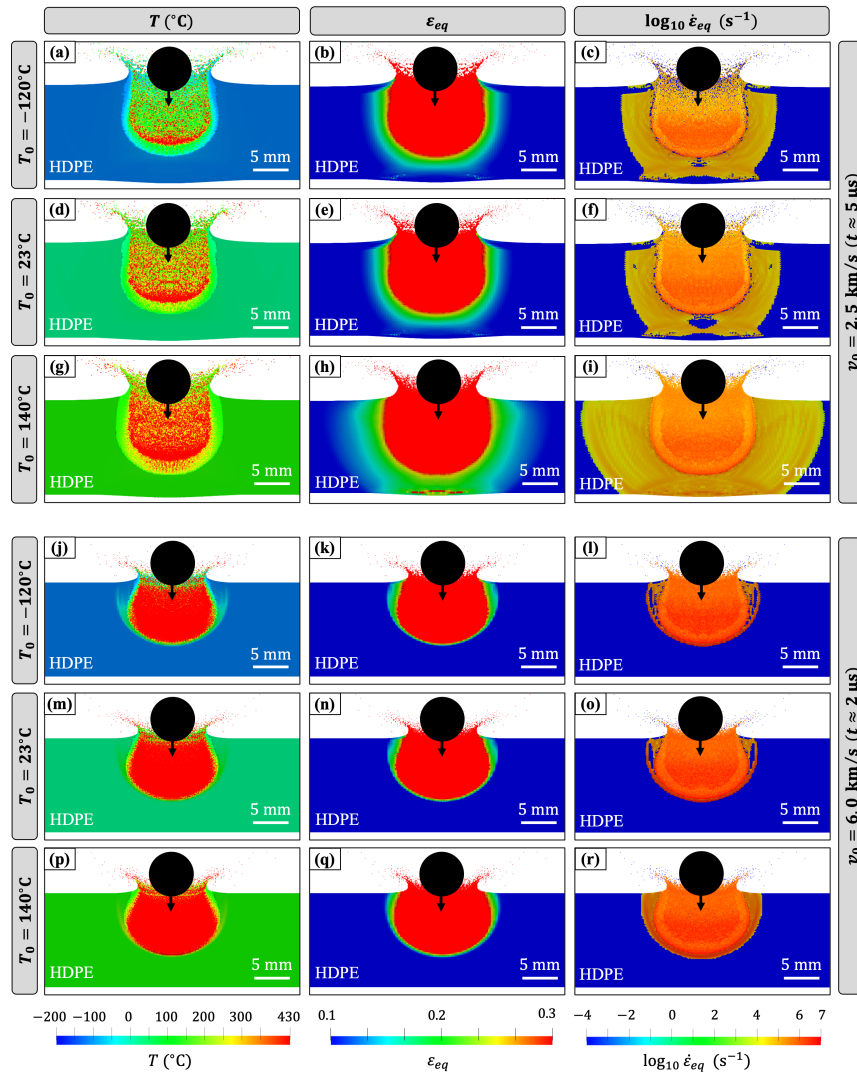 T (°C)
ε_eq
log₁₀ ε̇_eq (s⁻¹)
T₀ = −120°C
(a)
HDPE
5 mm
(b)
5 mm
(c)
HDPE
5 mm
T₀ = 23°C
(d)
HDPE
5 mm
(e)
5 mm
(f)
HDPE
5 mm
T₀ = 140°C
(g)
HDPE
5 mm
(h)
HDPE
5 mm
(i)
HDPE
5 mm
v₀ = 2.5 km/s (t ≈ 5 μs)
T₀ = −120°C
(j)
HDPE
5 mm
(k)
HDPE
5 mm
(l)
HDPE
5 mm
T₀ = 23°C
(m)
HDPE
5 mm
(n)
HDPE
5 mm
(o)
HDPE
5 mm
T₀ = 140°C
(p)
HDPE
5 mm
(q)
HDPE
5 mm
(r)
HDPE
5 mm
v₀ = 6.0 km/s (t ≈ 2 μs)
−200 −100 0 100 200 300 430
T (°C)
0.1 0.2 0.3
ε_eq
−4 −2 0 2 4 6 7
log₁₀ ε̇_eq (s⁻¹)